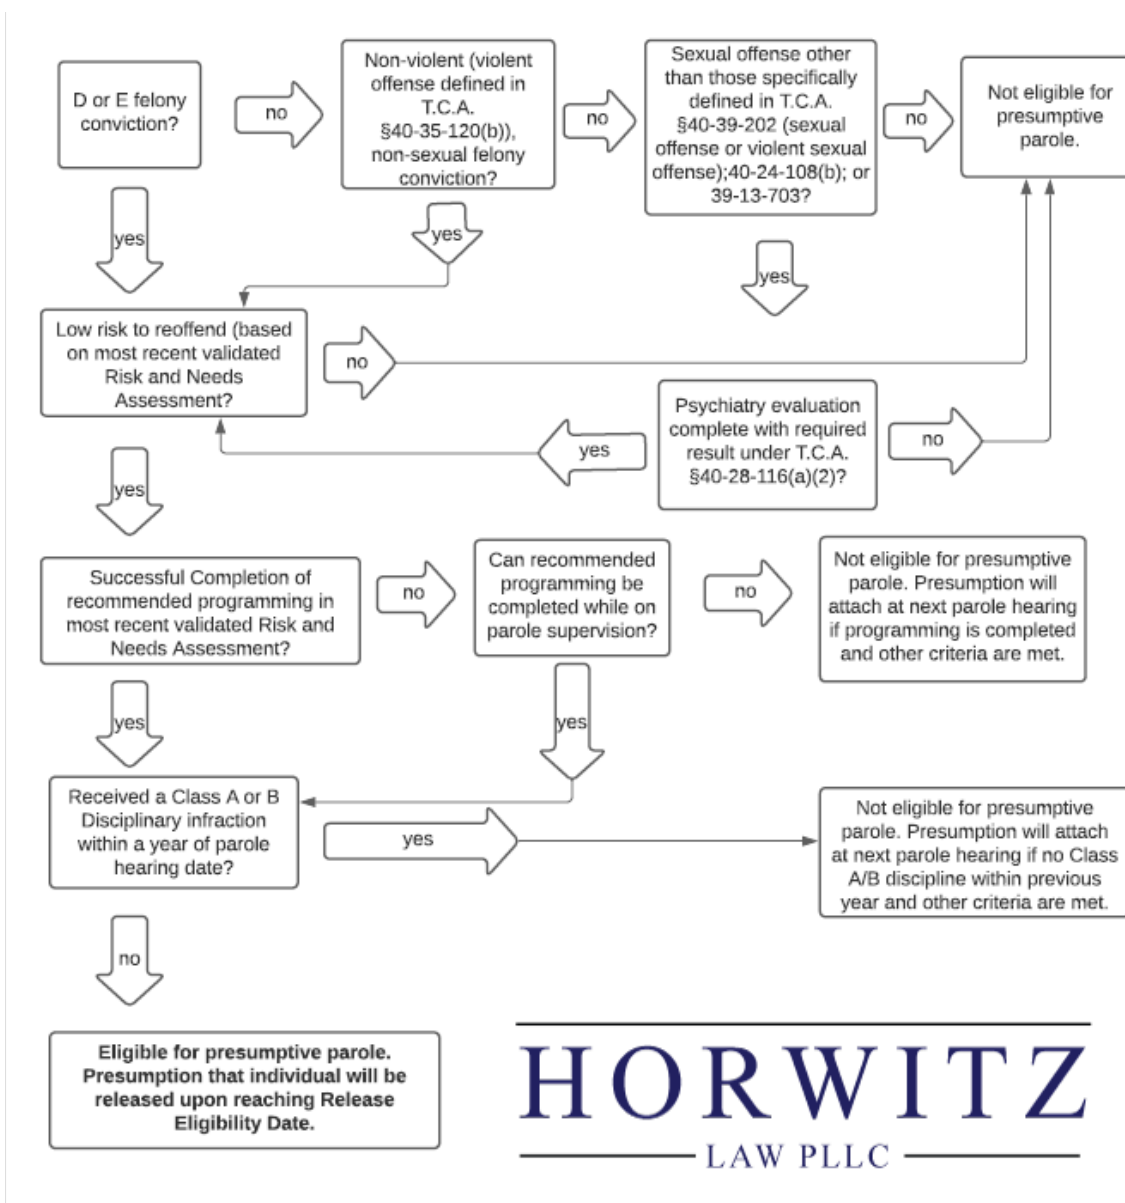 D or E felony
conviction?
no
Non-violent (violent
offense defined in
T.C.A.
§40-35-120(b)),
non-sexual felony
conviction?
no
Sexual offense other
than those specifically
defined in T.C.A.
§40-39-202 (sexual
offense or violent sexual
offense);40-24-108(b); or
39-13-703?
no
Not eligible for
presumptive
parole.
yes
yes
yes
Low risk to reoffend (based
on most recent validated
Risk and Needs
Assessment?
no
Psychiatry evaluation
complete with required
result under T.C.A.
§40-28-116(a)(2)?
yes
no
yes
Successful Completion of
recommended programming in
most recent validated Risk and
Needs Assessment?
no
Can recommended
programming be
completed while on
parole supervision?
no
Not eligible for presumptive
parole. Presumption will
attach at next parole hearing
if programming is completed
and other criteria are met.
yes
yes
Received a Class A or B
Disciplinary infraction
within a year of parole
hearing date?
yes
Not eligible for presumptive
parole. Presumption will attach
at next parole hearing if no Class
A/B discipline within previous
year and other criteria are met.
no
Eligible for presumptive parole.
Presumption that individual will be
released upon reaching Release
Eligibility Date.
HORWITZ
LAW PLLC